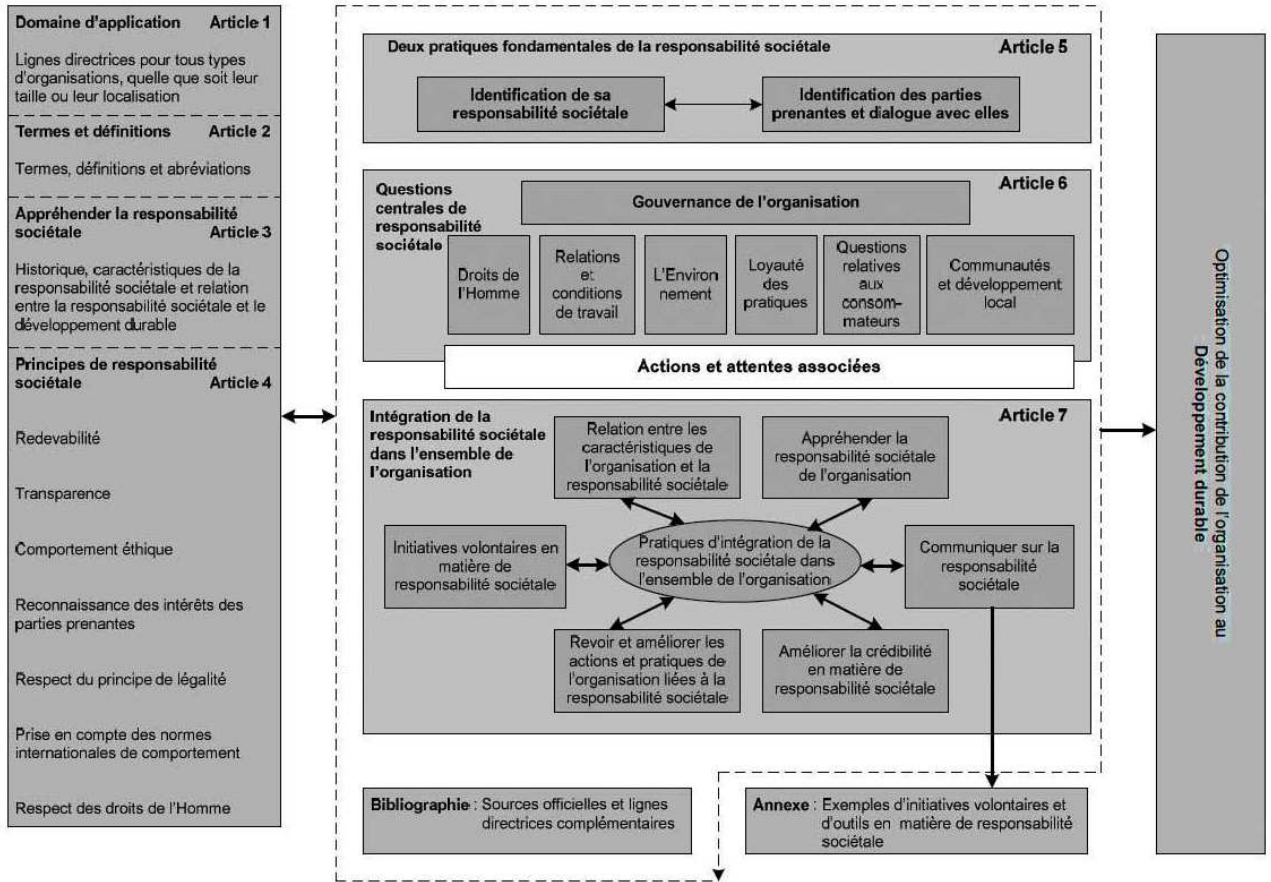 Domaine d'application Article 1
Lignes directrices pour tous types
d'organisations, quelle que soit leur
taille ou leur localisation
Termes et définitions Article 2
Termes, définitions et abréviations
Appréhender la responsabilité
sociétale Article 3
Historique, caractéristiques de la
responsabilité sociétale et relation
entre la responsabilité sociétale et le
développement durable
Principes de responsabilité
sociétale Article 4
Redevabilité
Transparence
Comportement éthique
Reconnaissance des intérêts des
parties prenantes
Respect du principe de légalité
Prise en compte des normes
internationales de comportement
Respect des droits de l'Homme
Deux pratiques fondamentales de la responsabilité sociétale Article 5
Identification de sa
responsabilité sociétale
Identification des parties
prenantes et dialogue avec elles
Questions
centrales de
responsabilité
sociétale
Article 6
Gouvernance de l'organisation
Droits de
l'Homme
Relations
et
conditions
de travail
L'Environ
nement
Loyauté
des
pratiques
Questions
relatives
aux
consom-
mateurs
Communautés
et développement
local
Actions et attentes associées
Intégration de la
responsabilité sociétale
dans l'ensemble de
l'organisation
Article 7
Relation entre les
caractéristiques de
l'organisation et la
responsabilité sociétale
Appréhender la
responsabilité sociétale
de l'organisation
Initiatives volontaires en
matière de
responsabilité sociétale
Pratiques d'intégration de la
responsabilité sociétale dans
l'ensemble de l'organisation
Communiquer sur la
responsabilité
sociétale
Revoir et améliorer les
actions et pratiques de
l'organisation liées à la
responsabilité sociétale
Améliorer la crédibilité
en matière de
responsabilité sociétale
Bibliographie : Sources officielles et lignes
directrices complémentaires
Annexe : Exemples d'initiatives volontaires et
d'outils en matière de responsabilité
sociétale
Optimisation de la contribution de l'organisation au
Développement durable